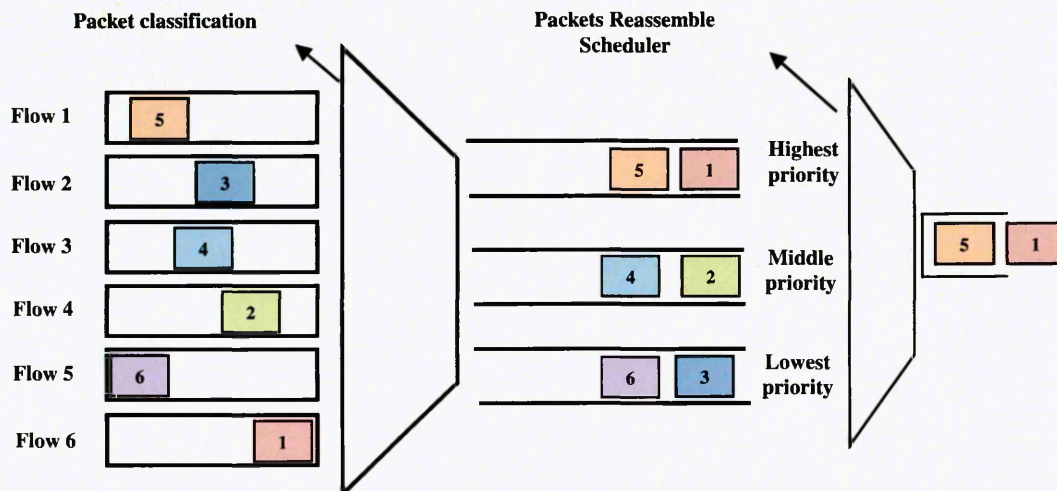 Packet classification
Packets Reassemble
Scheduler
Flow 1
5
Flow 2
3
Flow 3
4
Flow 4
2
Flow 5
6
Flow 6
1
5 1
Highest
priority
4 2
Middle
priority
6 3
Lowest
priority
5 1